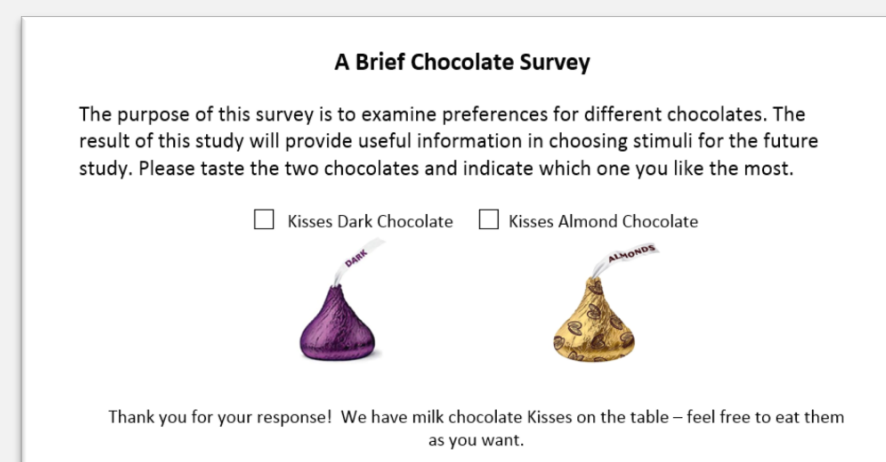 A Brief Chocolate Survey
The purpose of this survey is to examine preferences for different chocolates. The
result of this study will provide useful information in choosing stimuli for the future
study. Please taste the two chocolates and indicate which one you like the most.
Kisses Dark Chocolate Kisses Almond Chocolate
DARK ALMONDS
Thank you for your response! We have milk chocolate Kisses on the table – feel free to eat them
as you want.